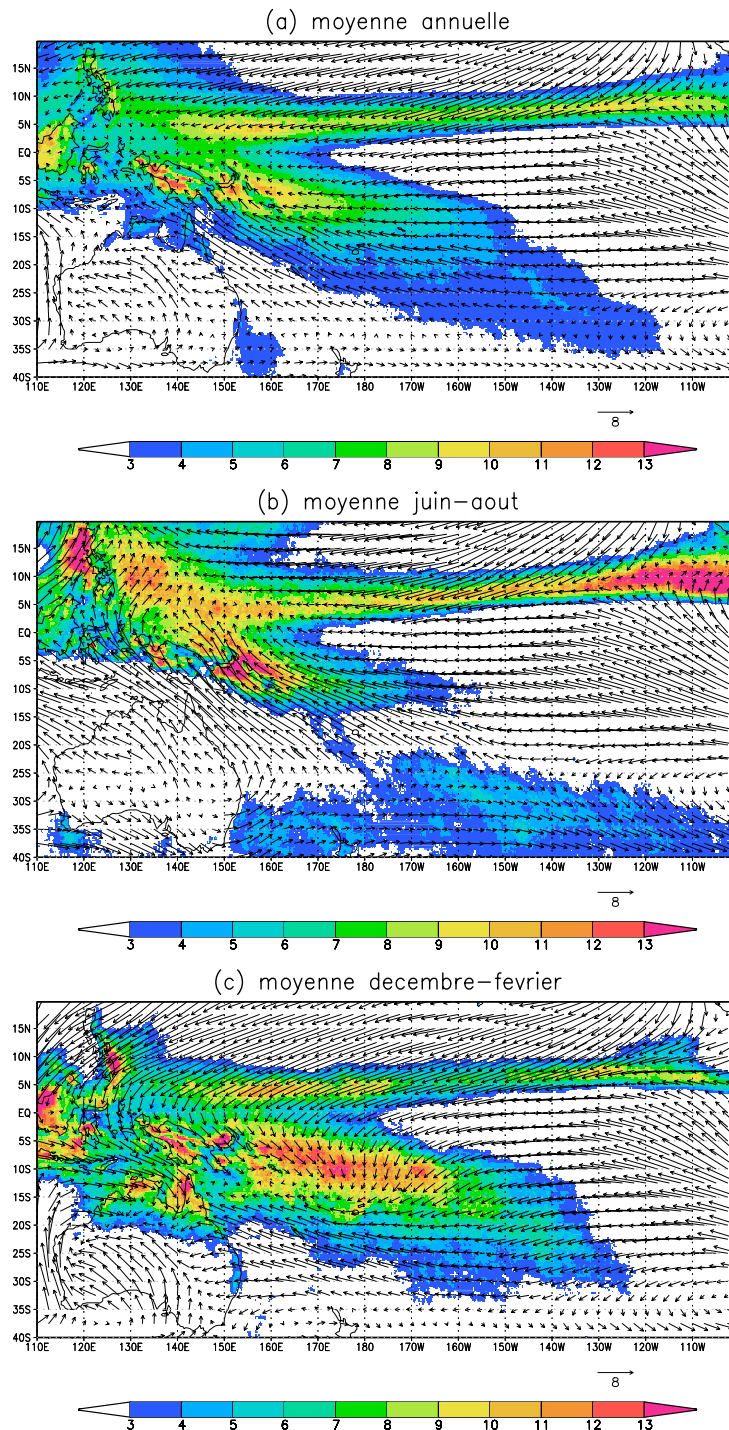 (a) moyenne annuelle
15N
10N
5N
EQ
5S
10S
15S
20S
25S
30S
35S
40S
110E 120E 130E 140E 150E 160E 170E 180 170W 160W 150W 140W 130W 120W 110W
8
3 4 5 6 7 8 9 10 11 12 13
(b) moyenne juin-aout
15N
10N
5N
EQ
5S
10S
15S
20S
25S
30S
35S
40S
110E 120E 130E 140E 150E 160E 170E 180 170W 160W 150W 140W 130W 120W 110W
8
3 4 5 6 7 8 9 10 11 12 13
(c) moyenne decembre-fevrier
15N
10N
5N
EQ
5S
10S
15S
20S
25S
30S
35S
40S
110E 120E 130E 140E 150E 160E 170E 180 170W 160W 150W 140W 130W 120W 110W
8
3 4 5 6 7 8 9 10 11 12 13